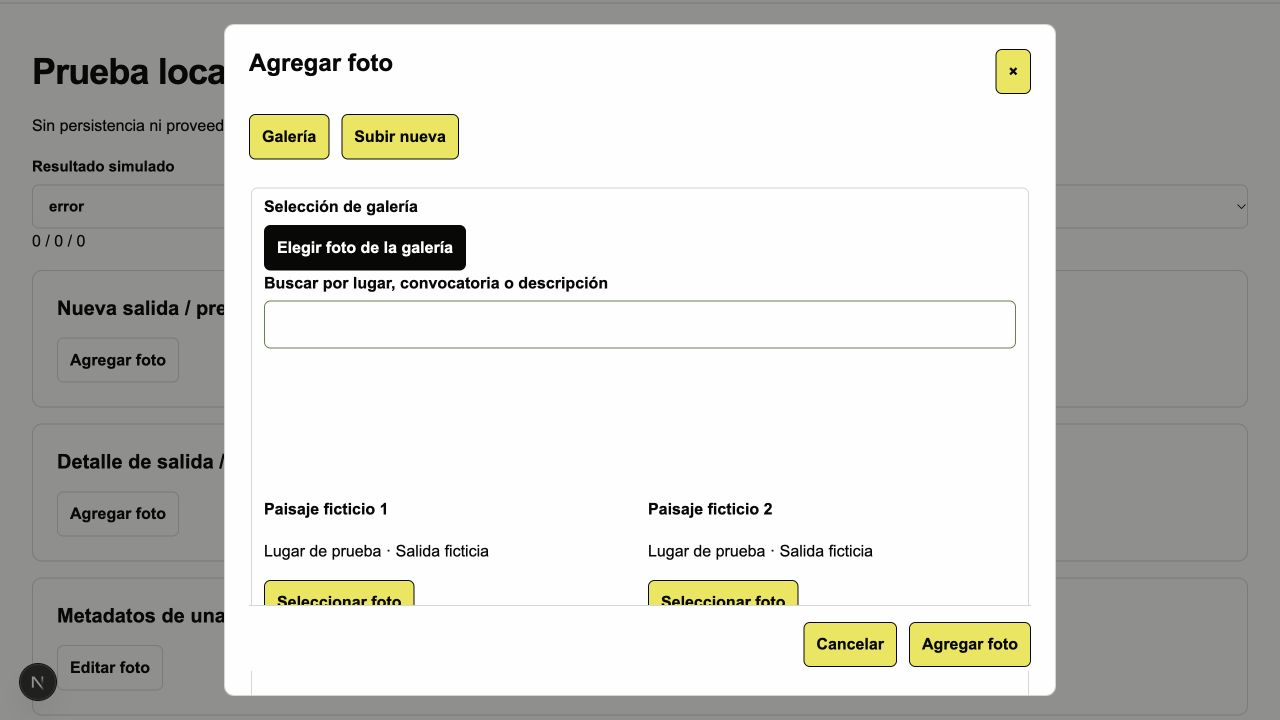 Prueba loca
Sin persistencia ni proveed
Resultado simulado
error
0 / 0 / 0
Nueva salida / pre
Agregar foto
Detalle de salida /
Agregar foto
Metadatos de una
Editar foto
N
Agregar foto
×
Galería
Subir nueva
Selección de galería
Elegir foto de la galería
Buscar por lugar, convocatoria o descripción
Paisaje ficticio 1
Lugar de prueba · Salida ficticia
Seleccionar foto
Paisaje ficticio 2
Lugar de prueba · Salida ficticia
Seleccionar foto
Cancelar
Agregar foto